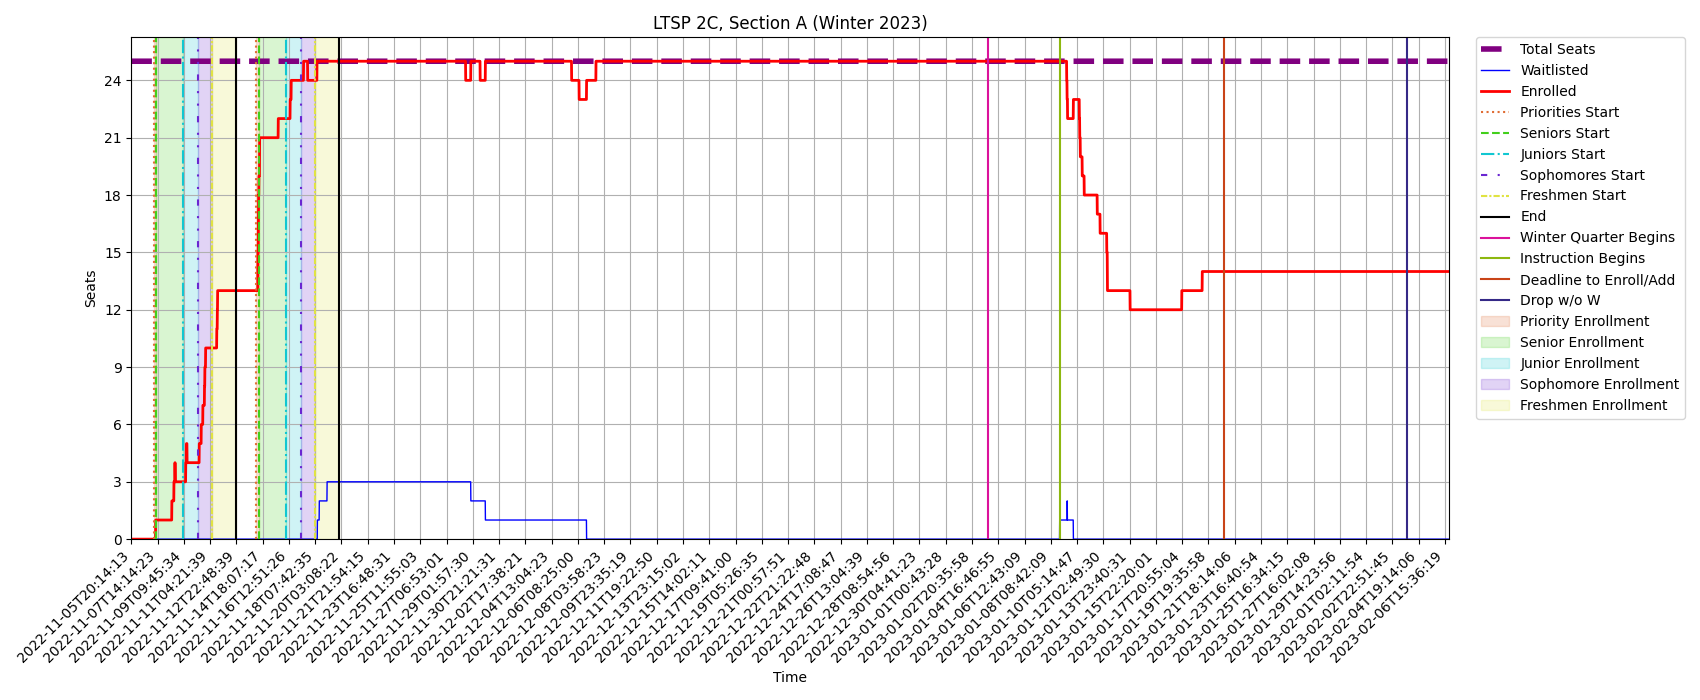 LTSP 2C, Section A (Winter 2023)
Seats
24
21
18
15
12
9
6
3
0
2022-11-05T20:14:13
2022-11-07T14:14:23
2022-11-09T09:45:34
2022-11-11T04:21:39
2022-11-12T22:48:39
2022-11-14T18:07:17
2022-11-16T12:51:26
2022-11-18T07:42:35
2022-11-20T03:08:22
2022-11-21T21:54:15
2022-11-23T16:48:31
2022-11-25T11:55:03
2022-11-27T06:53:01
2022-11-29T01:57:30
2022-11-30T21:21:31
2022-12-02T17:38:21
2022-12-04T13:04:23
2022-12-06T08:25:00
2022-12-08T03:58:23
2022-12-09T23:35:19
2022-12-11T19:22:50
2022-12-13T23:15:02
2022-12-15T14:02:11
2022-12-17T09:41:00
2022-12-19T05:26:35
2022-12-21T00:57:51
2022-12-22T21:22:48
2022-12-24T17:08:47
2022-12-26T13:04:39
2022-12-28T08:54:56
2022-12-30T04:41:23
2023-01-01T00:43:28
2023-01-02T20:35:58
2023-01-04T16:46:55
2023-01-06T12:43:09
2023-01-08T08:42:09
2023-01-10T05:14:47
2023-01-12T02:49:30
2023-01-13T23:40:31
2023-01-15T22:20:01
2023-01-17T20:55:04
2023-01-19T19:35:58
2023-01-21T18:14:06
2023-01-23T16:40:54
2023-01-25T16:34:15
2023-01-27T16:02:08
2023-01-29T14:23:56
2023-02-01T02:11:54
2023-02-02T22:51:45
2023-02-04T19:14:06
2023-02-06T15:36:19
Time
Total Seats
Waitlisted
Enrolled
Priorities Start
Seniors Start
Juniors Start
Sophomores Start
Freshmen Start
End
Winter Quarter Begins
Instruction Begins
Deadline to Enroll/Add
Drop w/o W
Priority Enrollment
Senior Enrollment
Junior Enrollment
Sophomore Enrollment
Freshmen Enrollment